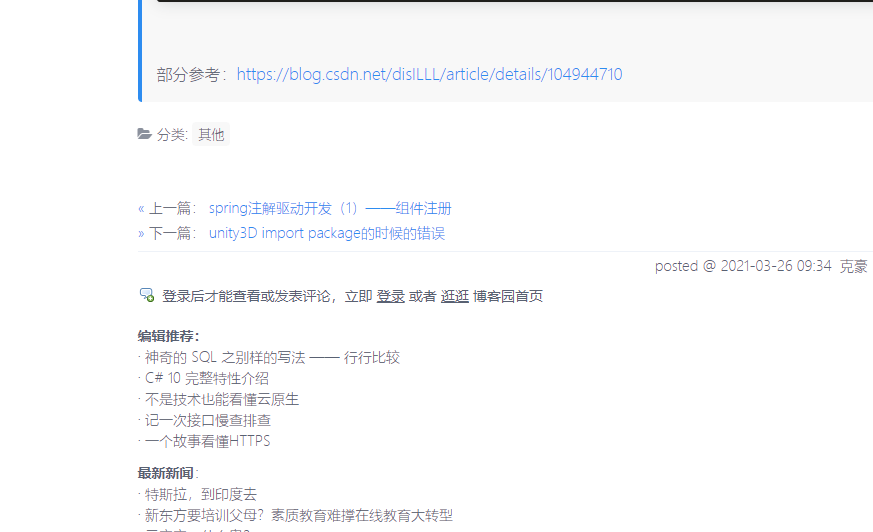 部分参考：https://blog.csdn.net/disILLL/article/details/104944710
分类: 其他
« 上一篇： spring注解驱动开发（1）——组件注册
» 下一篇： unity3D import package的时候的错误
posted @ 2021-03-26 09:34 克豪
登录后才能查看或发表评论，立即 登录 或者 逛逛 博客园首页
编辑推荐：
· 神奇的 SQL 之别样的写法 —— 行行比较
· C# 10 完整特性介绍
· 不是技术也能看懂云原生
· 记一次接口慢查排查
· 一个故事看懂HTTPS
最新新闻:
· 特斯拉，到印度去
· 新东方要培训父母？素质教育难撑在线教育大转型